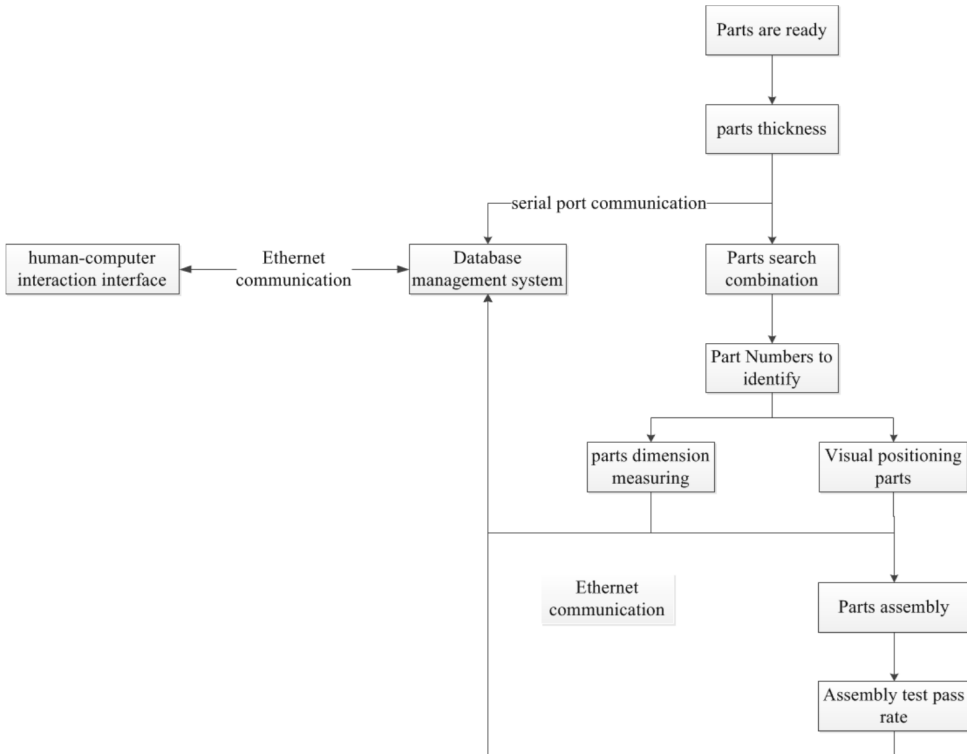 Parts are ready
parts thickness
serial port communication
human-computer
interaction interface
Ethernet
communication
Database
management system
Parts search
combination
Part Numbers to
identify
parts dimension
measuring
Visual positioning
parts
Ethernet
communication
Parts assembly
Assembly test pass
rate